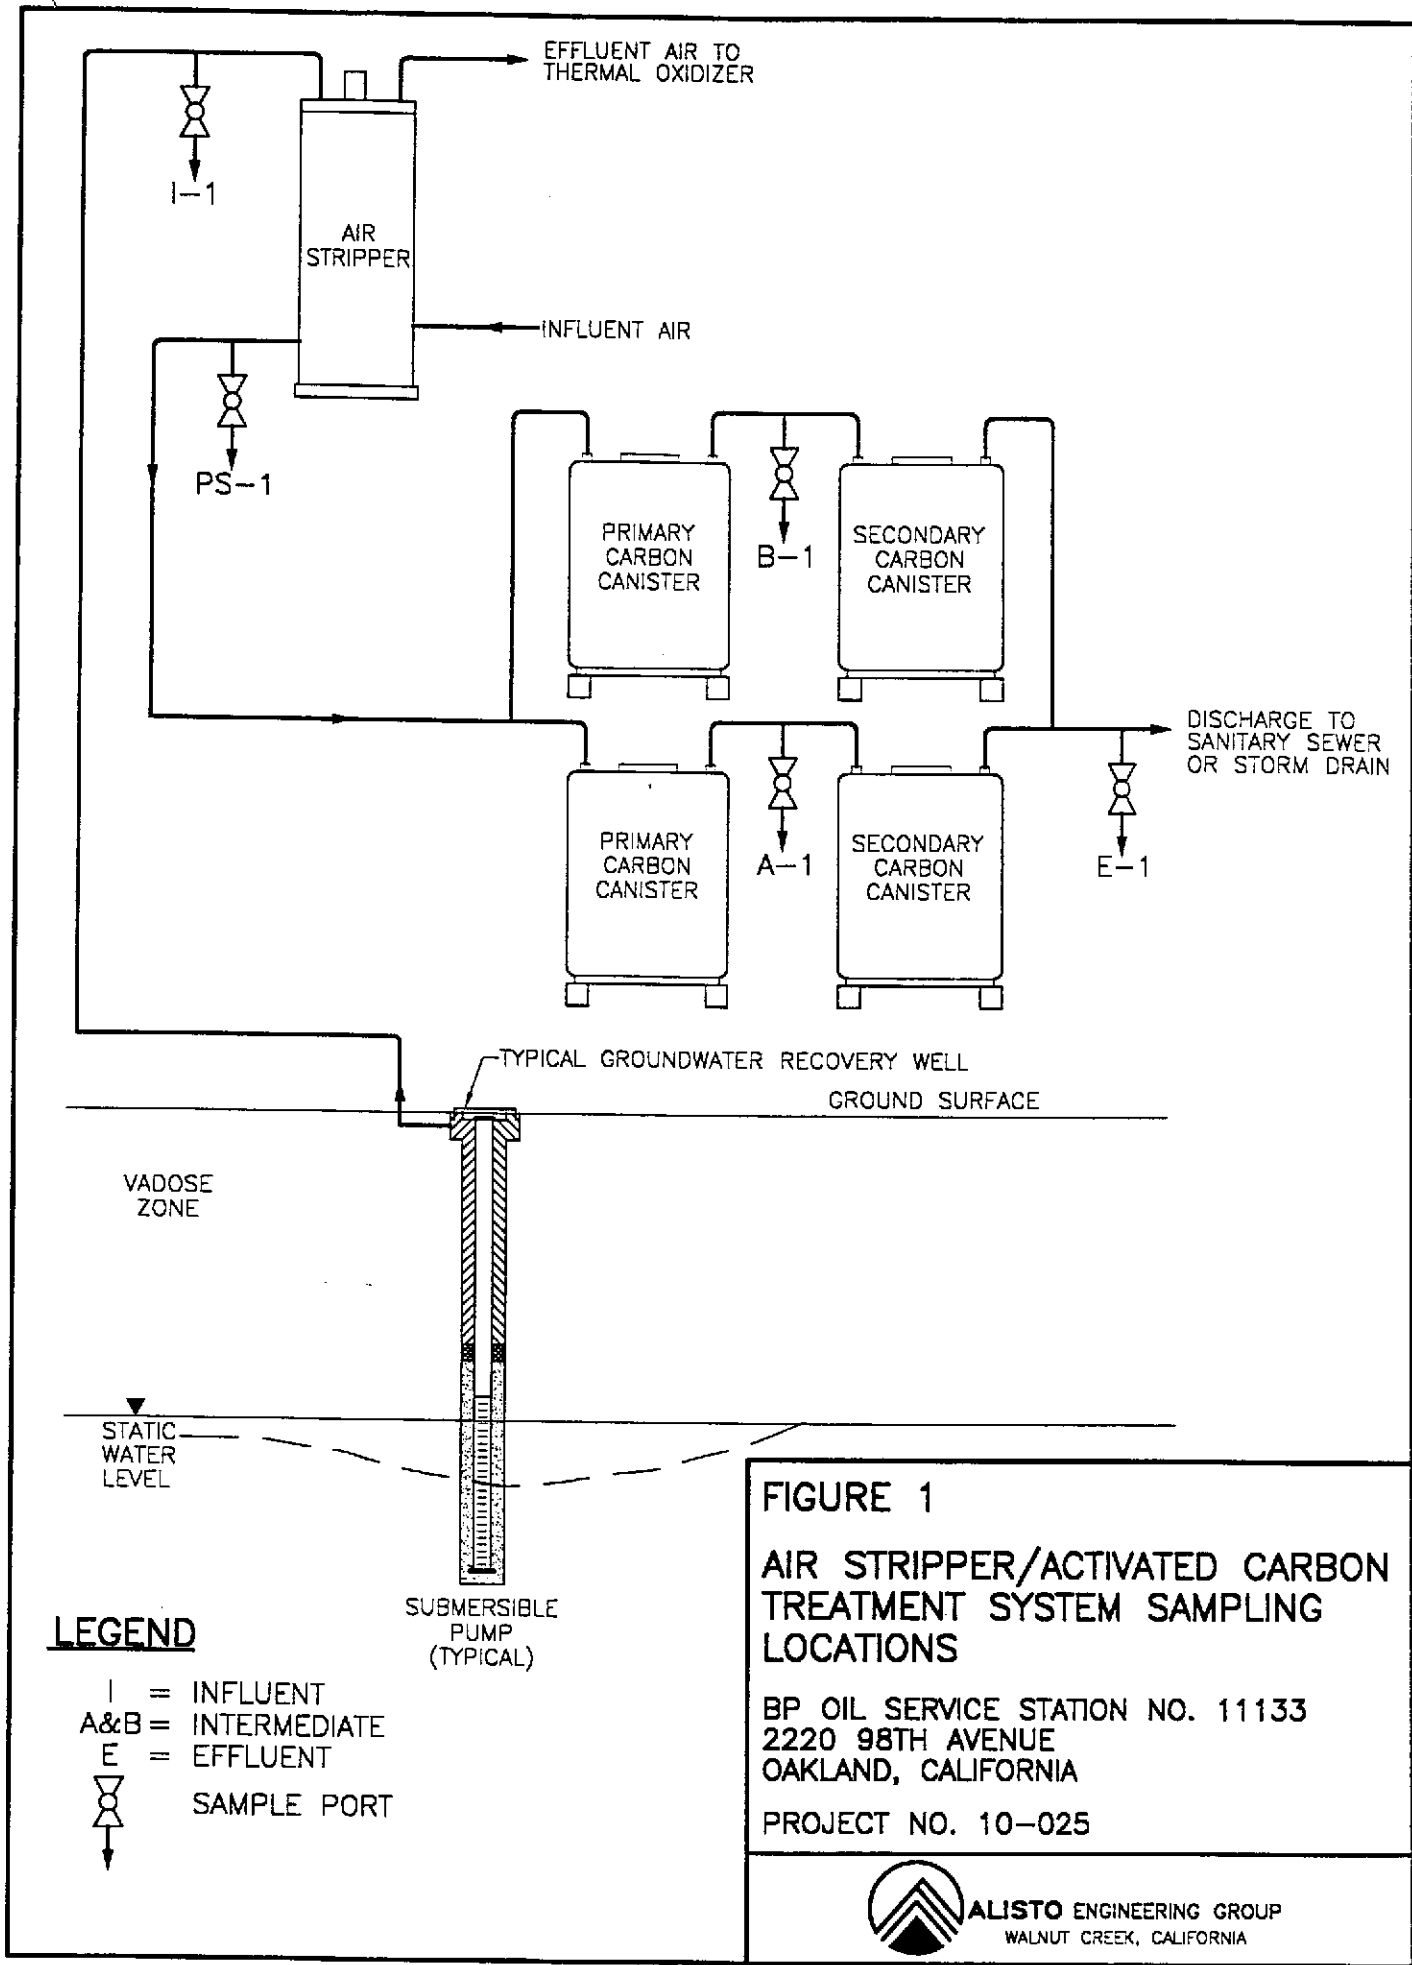 EFFLUENT AIR TO
THERMAL OXIDIZER
I-1
AIR
STRIPPER
INFLUENT AIR
PS-1
PRIMARY
CARBON
CANISTER
B-1
SECONDARY
CARBON
CANISTER
DISCHARGE TO
SANITARY SEWER
OR STORM DRAIN
PRIMARY
CARBON
CANISTER
A-1
SECONDARY
CARBON
CANISTER
E-1
TYPICAL GROUNDWATER RECOVERY WELL
GROUND SURFACE
VADOSE
ZONE
STATIC
WATER
LEVEL
SUBMERSIBLE
PUMP
(TYPICAL)
LEGEND
I = INFLUENT
A&B = INTERMEDIATE
E = EFFLUENT
SAMPLE PORT
FIGURE 1
AIR STRIPPER/ACTIVATED CARBON
TREATMENT SYSTEM SAMPLING
LOCATIONS
BP OIL SERVICE STATION NO. 11133
2220 98TH AVENUE
OAKLAND, CALIFORNIA
PROJECT NO. 10-025
ALISTO ENGINEERING GROUP
WALNUT CREEK, CALIFORNIA